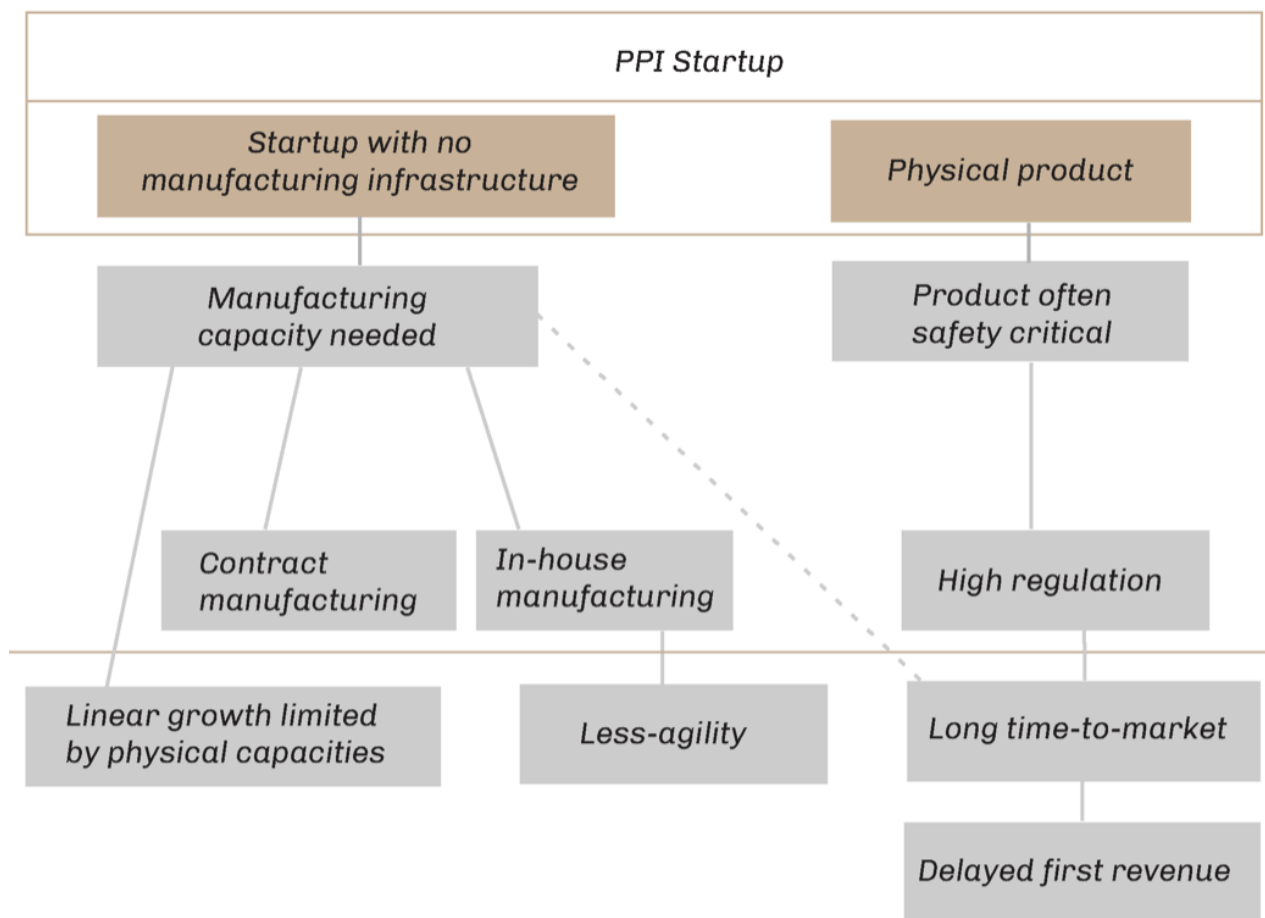 PPI Startup
Startup with no
manufacturing infrastructure
Physical product
Manufacturing
capacity needed
Product often
safety critical
Contract
manufacturing
In-house
manufacturing
High regulation
Linear growth limited
by physical capacities
Less-agility
Long time-to-market
Delayed first revenue